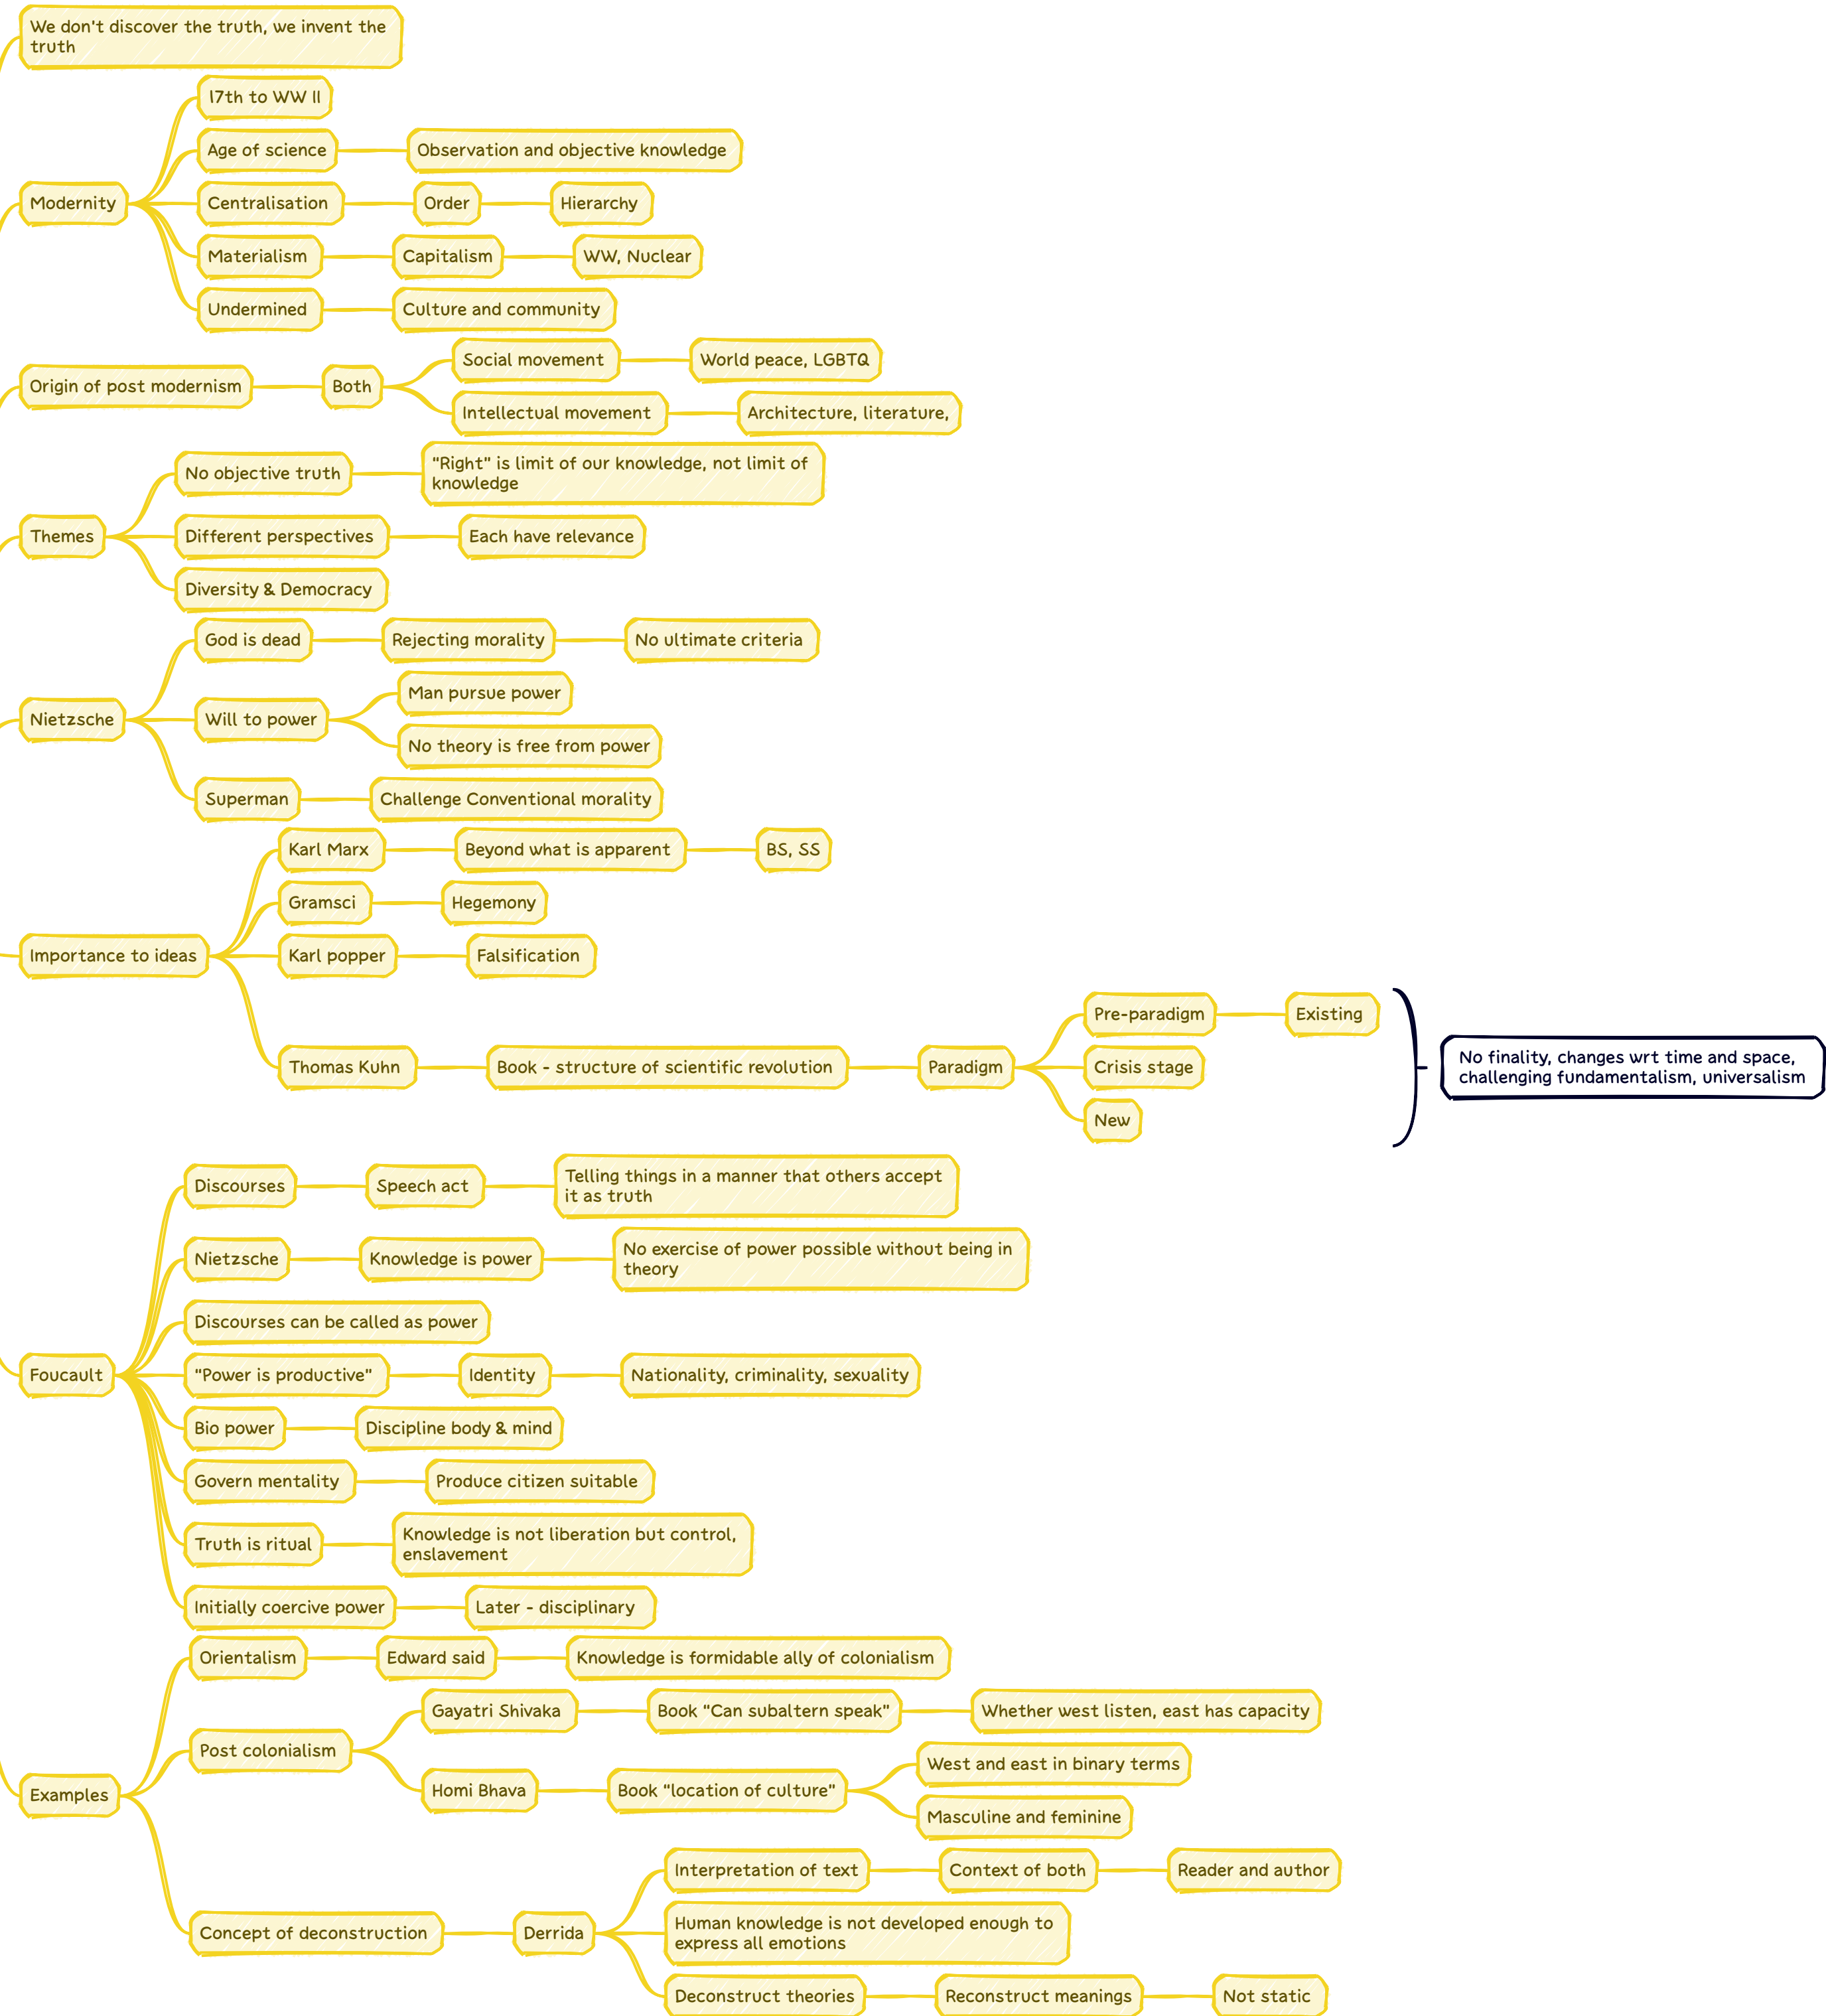 We don't discover the truth, we invent the
truth
17th to WW II
Age of science
Observation and objective knowledge
Modernity
Centralisation
Order
Hierarchy
Materialism
Capitalism
WW, Nuclear
Undermined
Culture and community
Origin of post modernism
Both
Social movement
World peace, LGBTQ
Intellectual movement
Architecture, literature,
Themes
No objective truth
"Right" is limit of our knowledge, not limit of
knowledge
Different perspectives
Each have relevance
Diversity & Democracy
Nietzsche
God is dead
Rejecting morality
No ultimate criteria
Will to power
Man pursue power
No theory is free from power
Superman
Challenge Conventional morality
Importance to ideas
Karl Marx
Beyond what is apparent
BS, SS
Gramsci
Hegemony
Karl popper
Falsification
Thomas Kuhn
Book - structure of scientific revolution
Paradigm
Pre-paradigm
Existing
Crisis stage
New
No finality, changes wrt time and space,
challenging fundamentalism, universalism
Foucault
Discourses
Speech act
Telling things in a manner that others accept
it as truth
Nietzsche
Knowledge is power
No exercise of power possible without being in
theory
Discourses can be called as power
"Power is productive"
Identity
Nationality, criminality, sexuality
Bio power
Discipline body & mind
Govern mentality
Produce citizen suitable
Truth is ritual
Knowledge is not liberation but control,
enslavement
Initially coercive power
Later - disciplinary
Examples
Orientalism
Edward said
Knowledge is formidable ally of colonialism
Post colonialism
Gayatri Shivaka
Book "Can subaltern speak"
Whether west listen, east has capacity
Homi Bhava
Book "location of culture"
West and east in binary terms
Masculine and feminine
Concept of deconstruction
Derrida
Interpretation of text
Context of both
Reader and author
Human knowledge is not developed enough to
express all emotions
Deconstruct theories
Reconstruct meanings
Not static